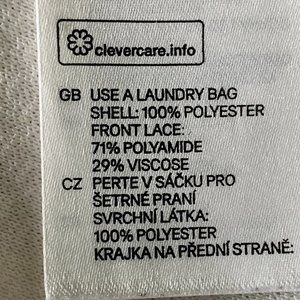 clevercare.info
GB USE A LAUNDRY BAG
SHELL: 100% POLYESTER
FRONT LACE:
71% POLYAMIDE
29% VISCOSE
CZ PERTE V SÁČKU PRO
ŠETRNÉ PRANÍ
SVRCHNÍ LÁTKA:
100% POLYESTER
KRAJKA NA PŘEDNÍ STRANĚ: